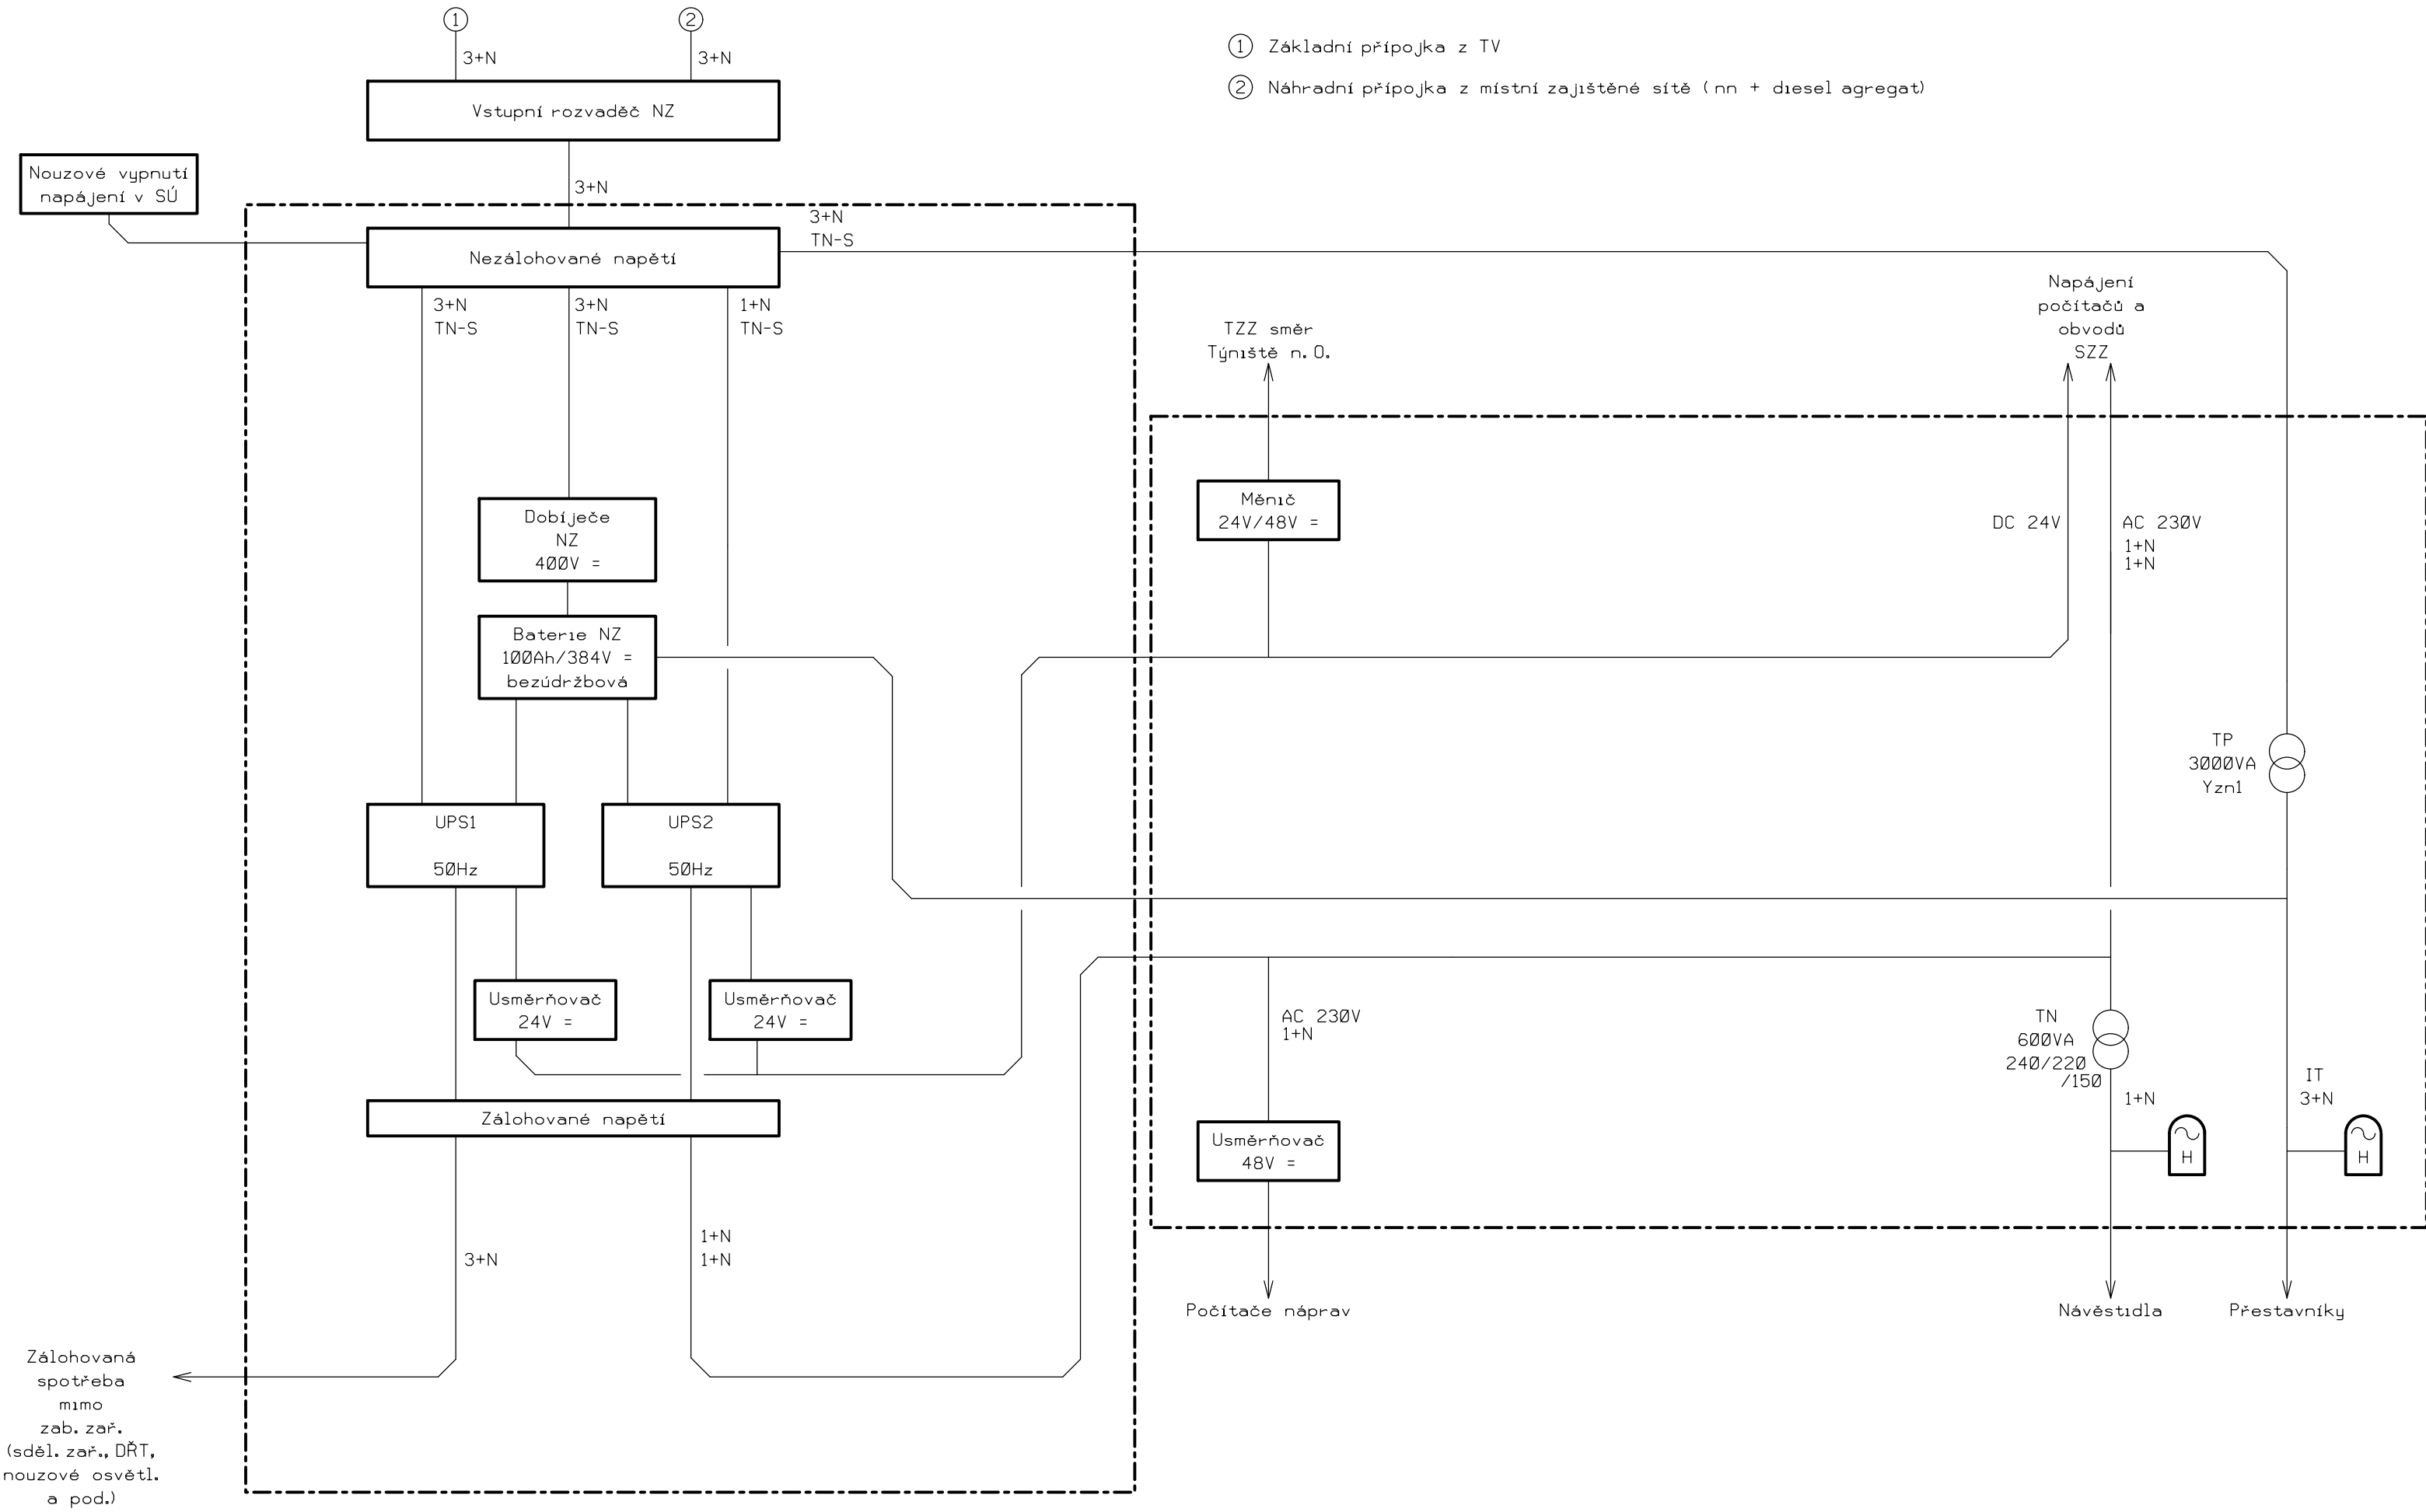 1
2
3+N
3+N
1 Základní přípojka z TV
2 Náhradní přípojka z místní zajištěné sítě (nn + diesel agregat)
Vstupní rozvaděč NZ
Nouzové vypnutí
napájení v SÚ
3+N
3+N
TN-S
Nezálohované napětí
3+N
TN-S
3+N
TN-S
1+N
TN-S
TZZ směr
Týniště n.O.
Napájení
počítačů a
obvodů
SZZ
Dobíječe
NZ
400V =
Měnič
24V/48V =
DC 24V
AC 230V
1+N
1+N
Baterie NZ
100Ah/384V =
bezúdržbová
TP
3000VA
Yzn1
UPS1
50Hz
UPS2
50Hz
Usměrňovač
24V =
Usměrňovač
24V =
AC 230V
1+N
TN
600VA
240/220
/150
1+N
IT
3+N
Zálohované napětí
Usměrňovač
48V =
H
H
3+N
1+N
1+N
Počítače náprav
Návěstidla
Přestavníky
Zálohovaná
spotřeba
mimo
zab. zař.
(sděl. zař., DŘT,
nouzové osvětl.
a pod.)